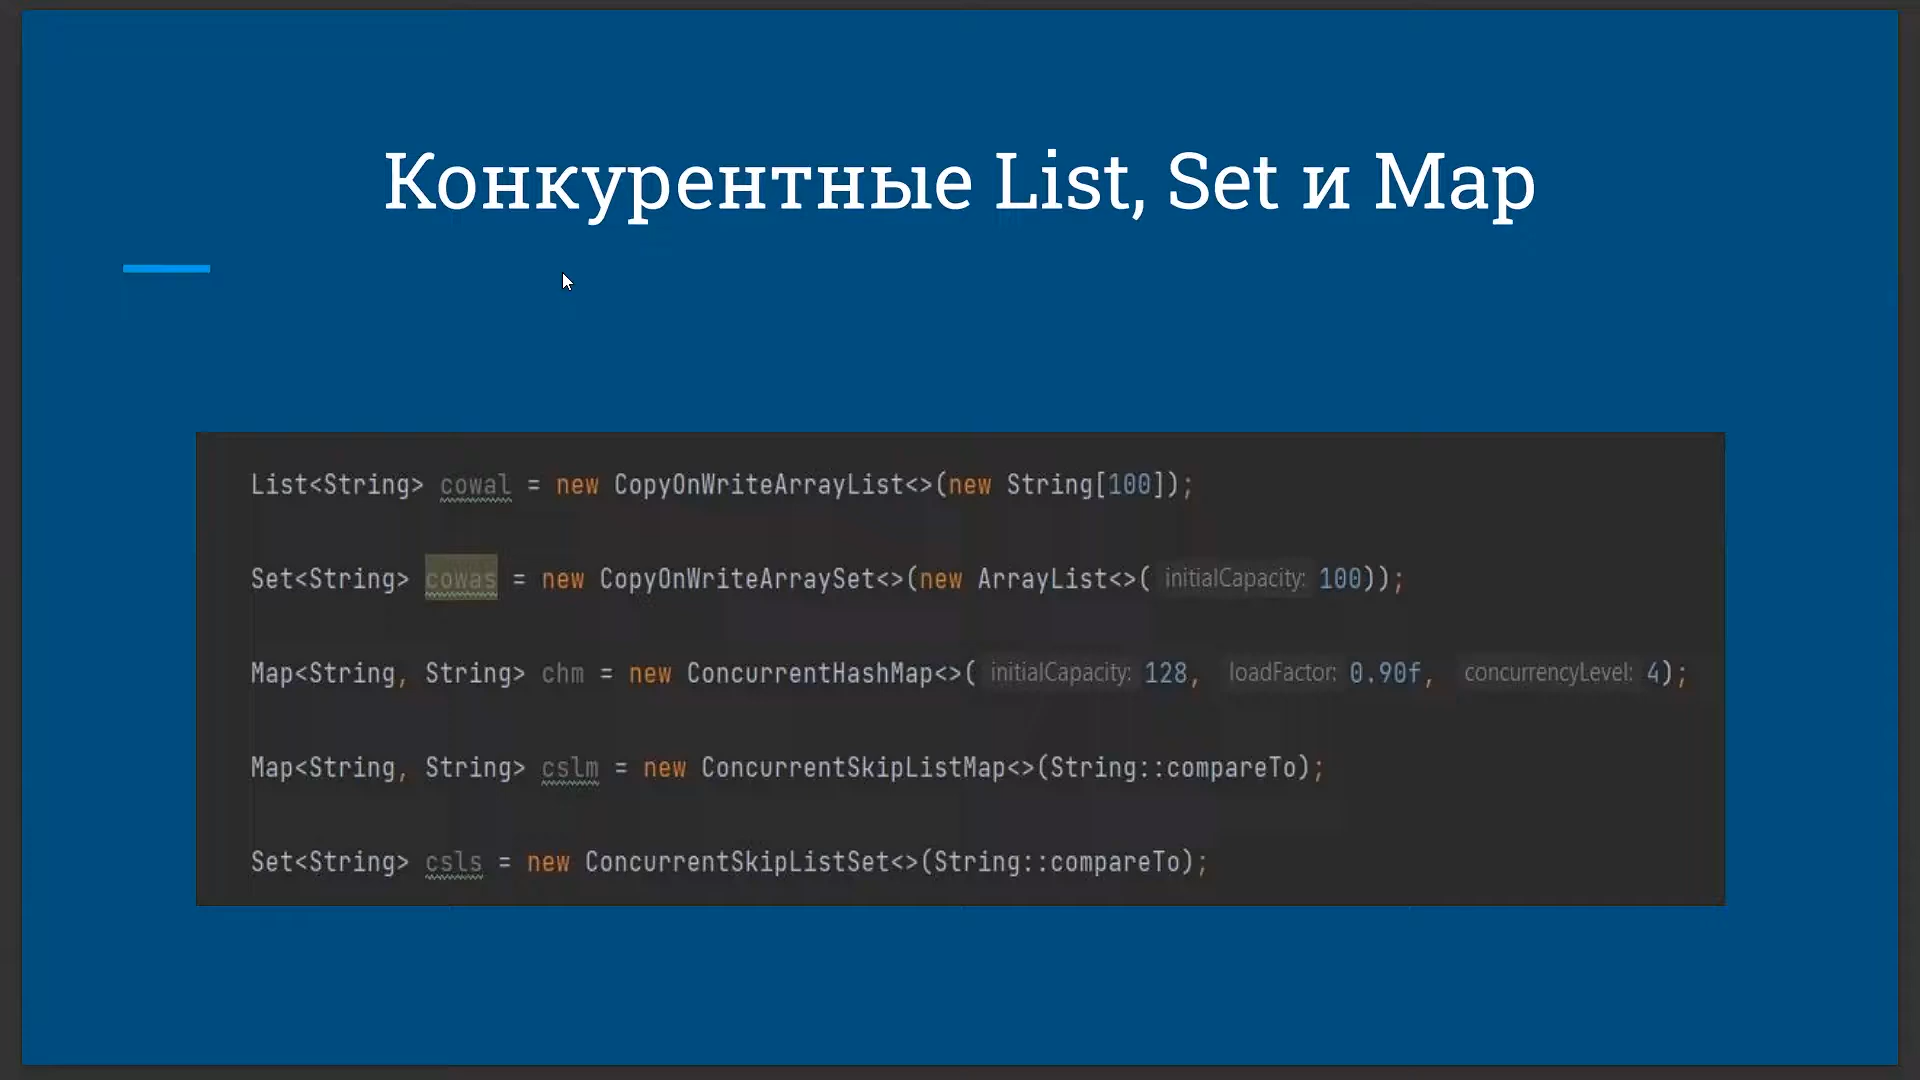 Конкурентные List, Set и Map
List<String> cowal = new CopyOnWriteArrayList<>(new String[100]);
Set<String> cowas = new CopyOnWriteArraySet<>(new ArrayList<>( initialCapacity: 100));
Map<String, String> chm = new ConcurrentHashMap<>( initialCapacity: 128, loadFactor: 0.90f, concurrencyLevel: 4);
Map<String, String> cslm = new ConcurrentSkipListMap<>(String::compareTo);
Set<String> csls = new ConcurrentSkipListSet<>(String::compareTo);